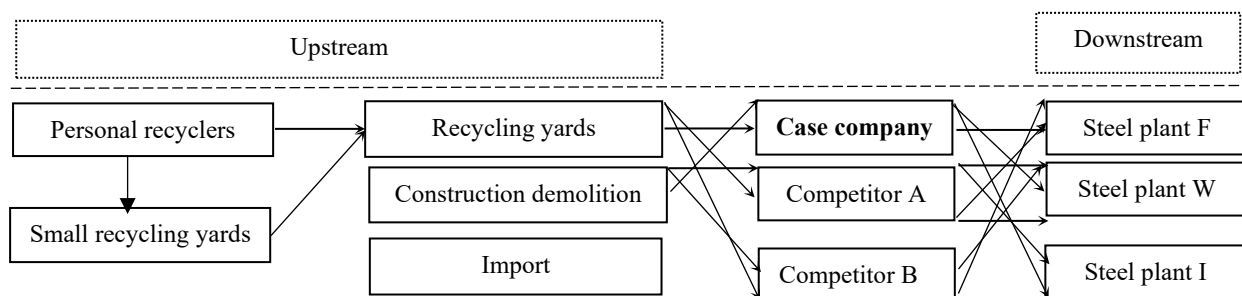 Upstream
Downstream
Personal recyclers
Recycling yards
Case company
Steel plant F
Construction demolition
Competitor A
Steel plant W
Small recycling yards
Import
Competitor B
Steel plant I